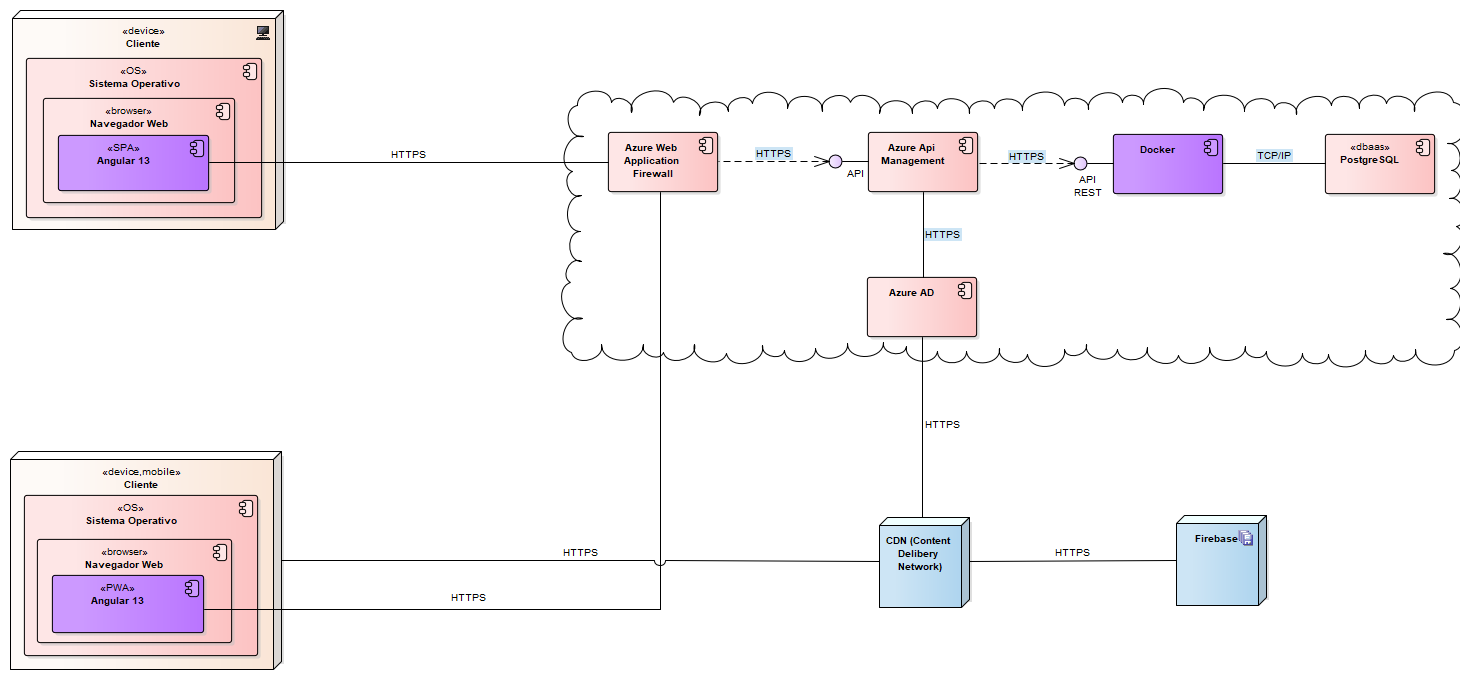 «device»
Cliente
«OS»
Sistema Operativo
«browser»
Navegador Web
«SPA»
Angular 13
HTTPS
Azure Web
Application
Firewall
HTTPS
API
Azure Api
Management
HTTPS
API
REST
Docker
TCP/IP
«dbaas»
PostgreSQL
HTTPS
Azure AD
HTTPS
«device,mobile»
Cliente
«OS»
Sistema Operativo
«browser»
Navegador Web
«PWA»
Angular 13
HTTPS
HTTPS
CDN (Content
Delibery
Network)
HTTPS
Firebase